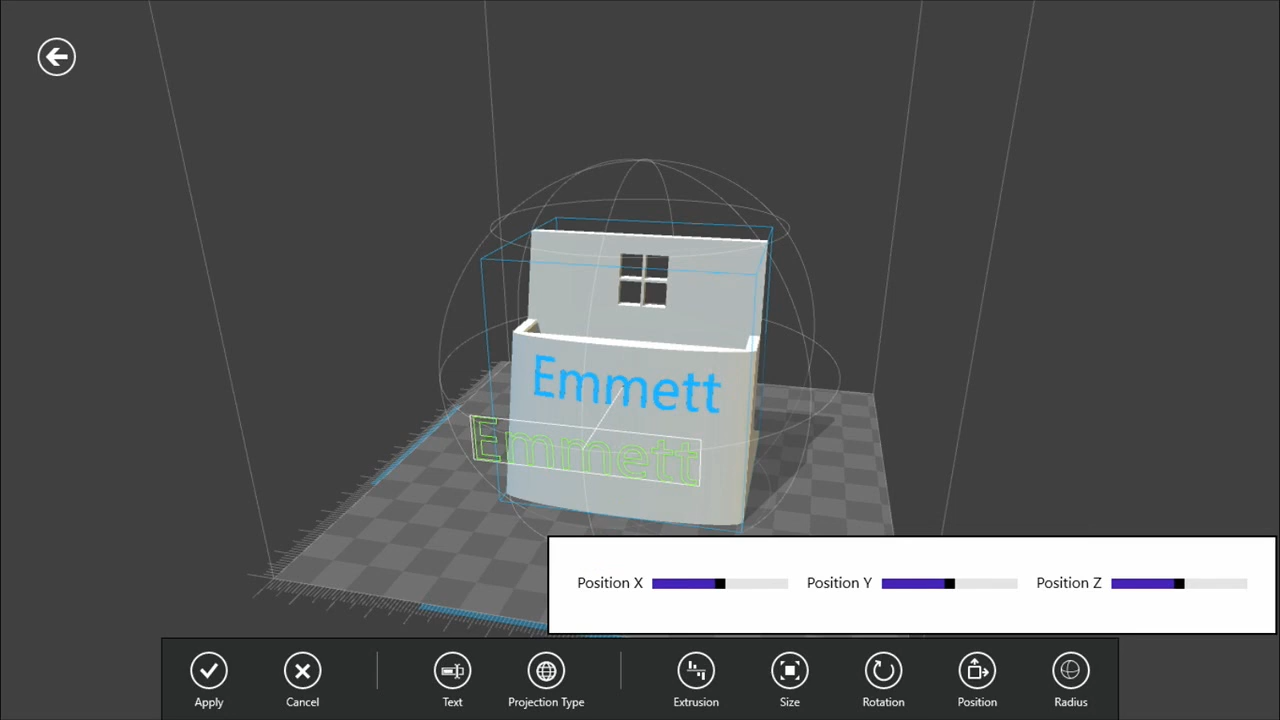 Emmett
Emmett
Position X Position Y Position Z
Apply Cancel Text Projection Type Extrusion Size Rotation Position Radius